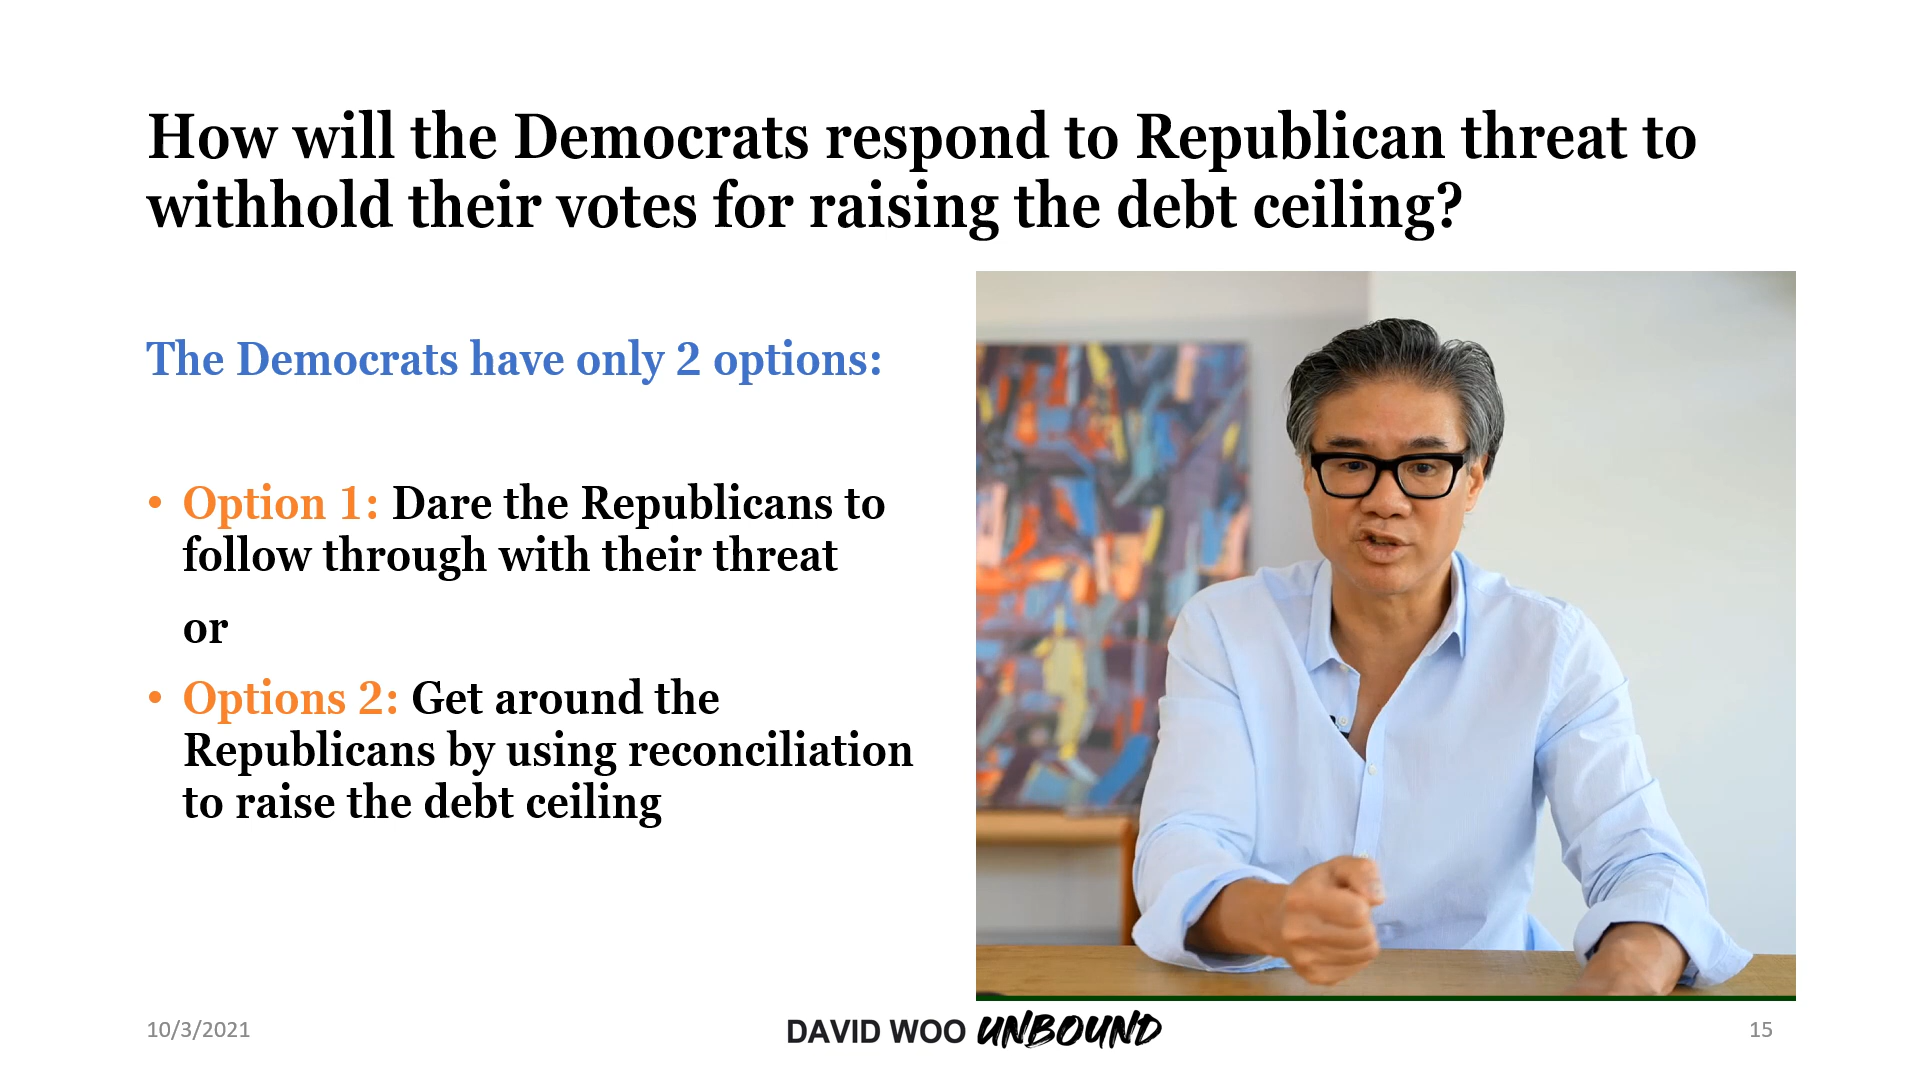 How will the Democrats respond to Republican threat to
withhold their votes for raising the debt ceiling?
The Democrats have only 2 options:
• Option 1: Dare the Republicans to
follow through with their threat
or
• Options 2: Get around the
Republicans by using reconciliation
to raise the debt ceiling
10/3/2021
DAVID WOO UNBOUND
15